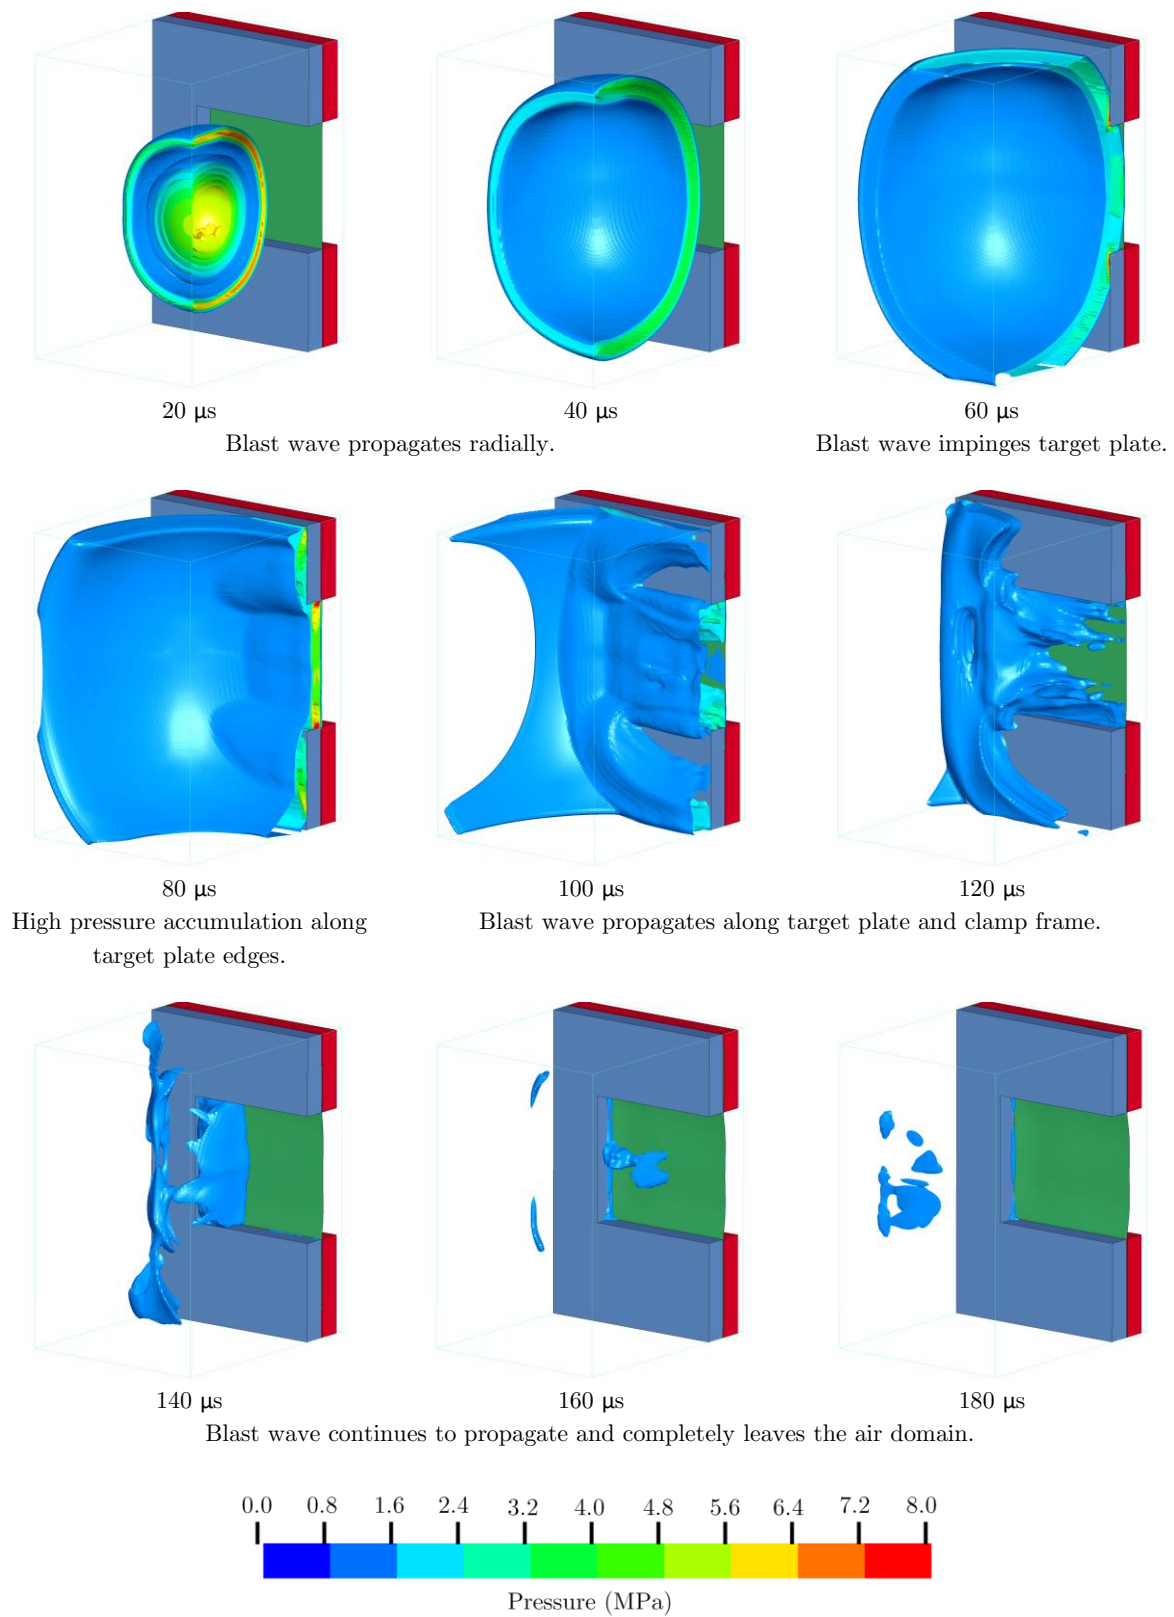 20 µs
40 µs
60 µs
Blast wave propagates radially.
Blast wave impinges target plate.
80 µs
100 µs
120 µs
High pressure accumulation along
target plate edges.
Blast wave propagates along target plate and clamp frame.
140 µs
160 µs
180 µs
Blast wave continues to propagate and completely leaves the air domain.
0.0 0.8 1.6 2.4 3.2 4.0 4.8 5.6 6.4 7.2 8.0
Pressure (MPa)